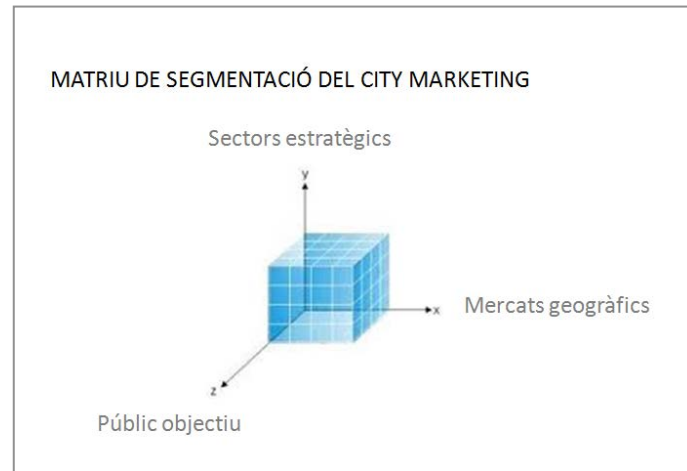 MATRIU DE SEGMENTACIÓ DEL CITY MARKETING
Sectors estratègics
y
x
Mercats geogràfics
z
Públic objectiu